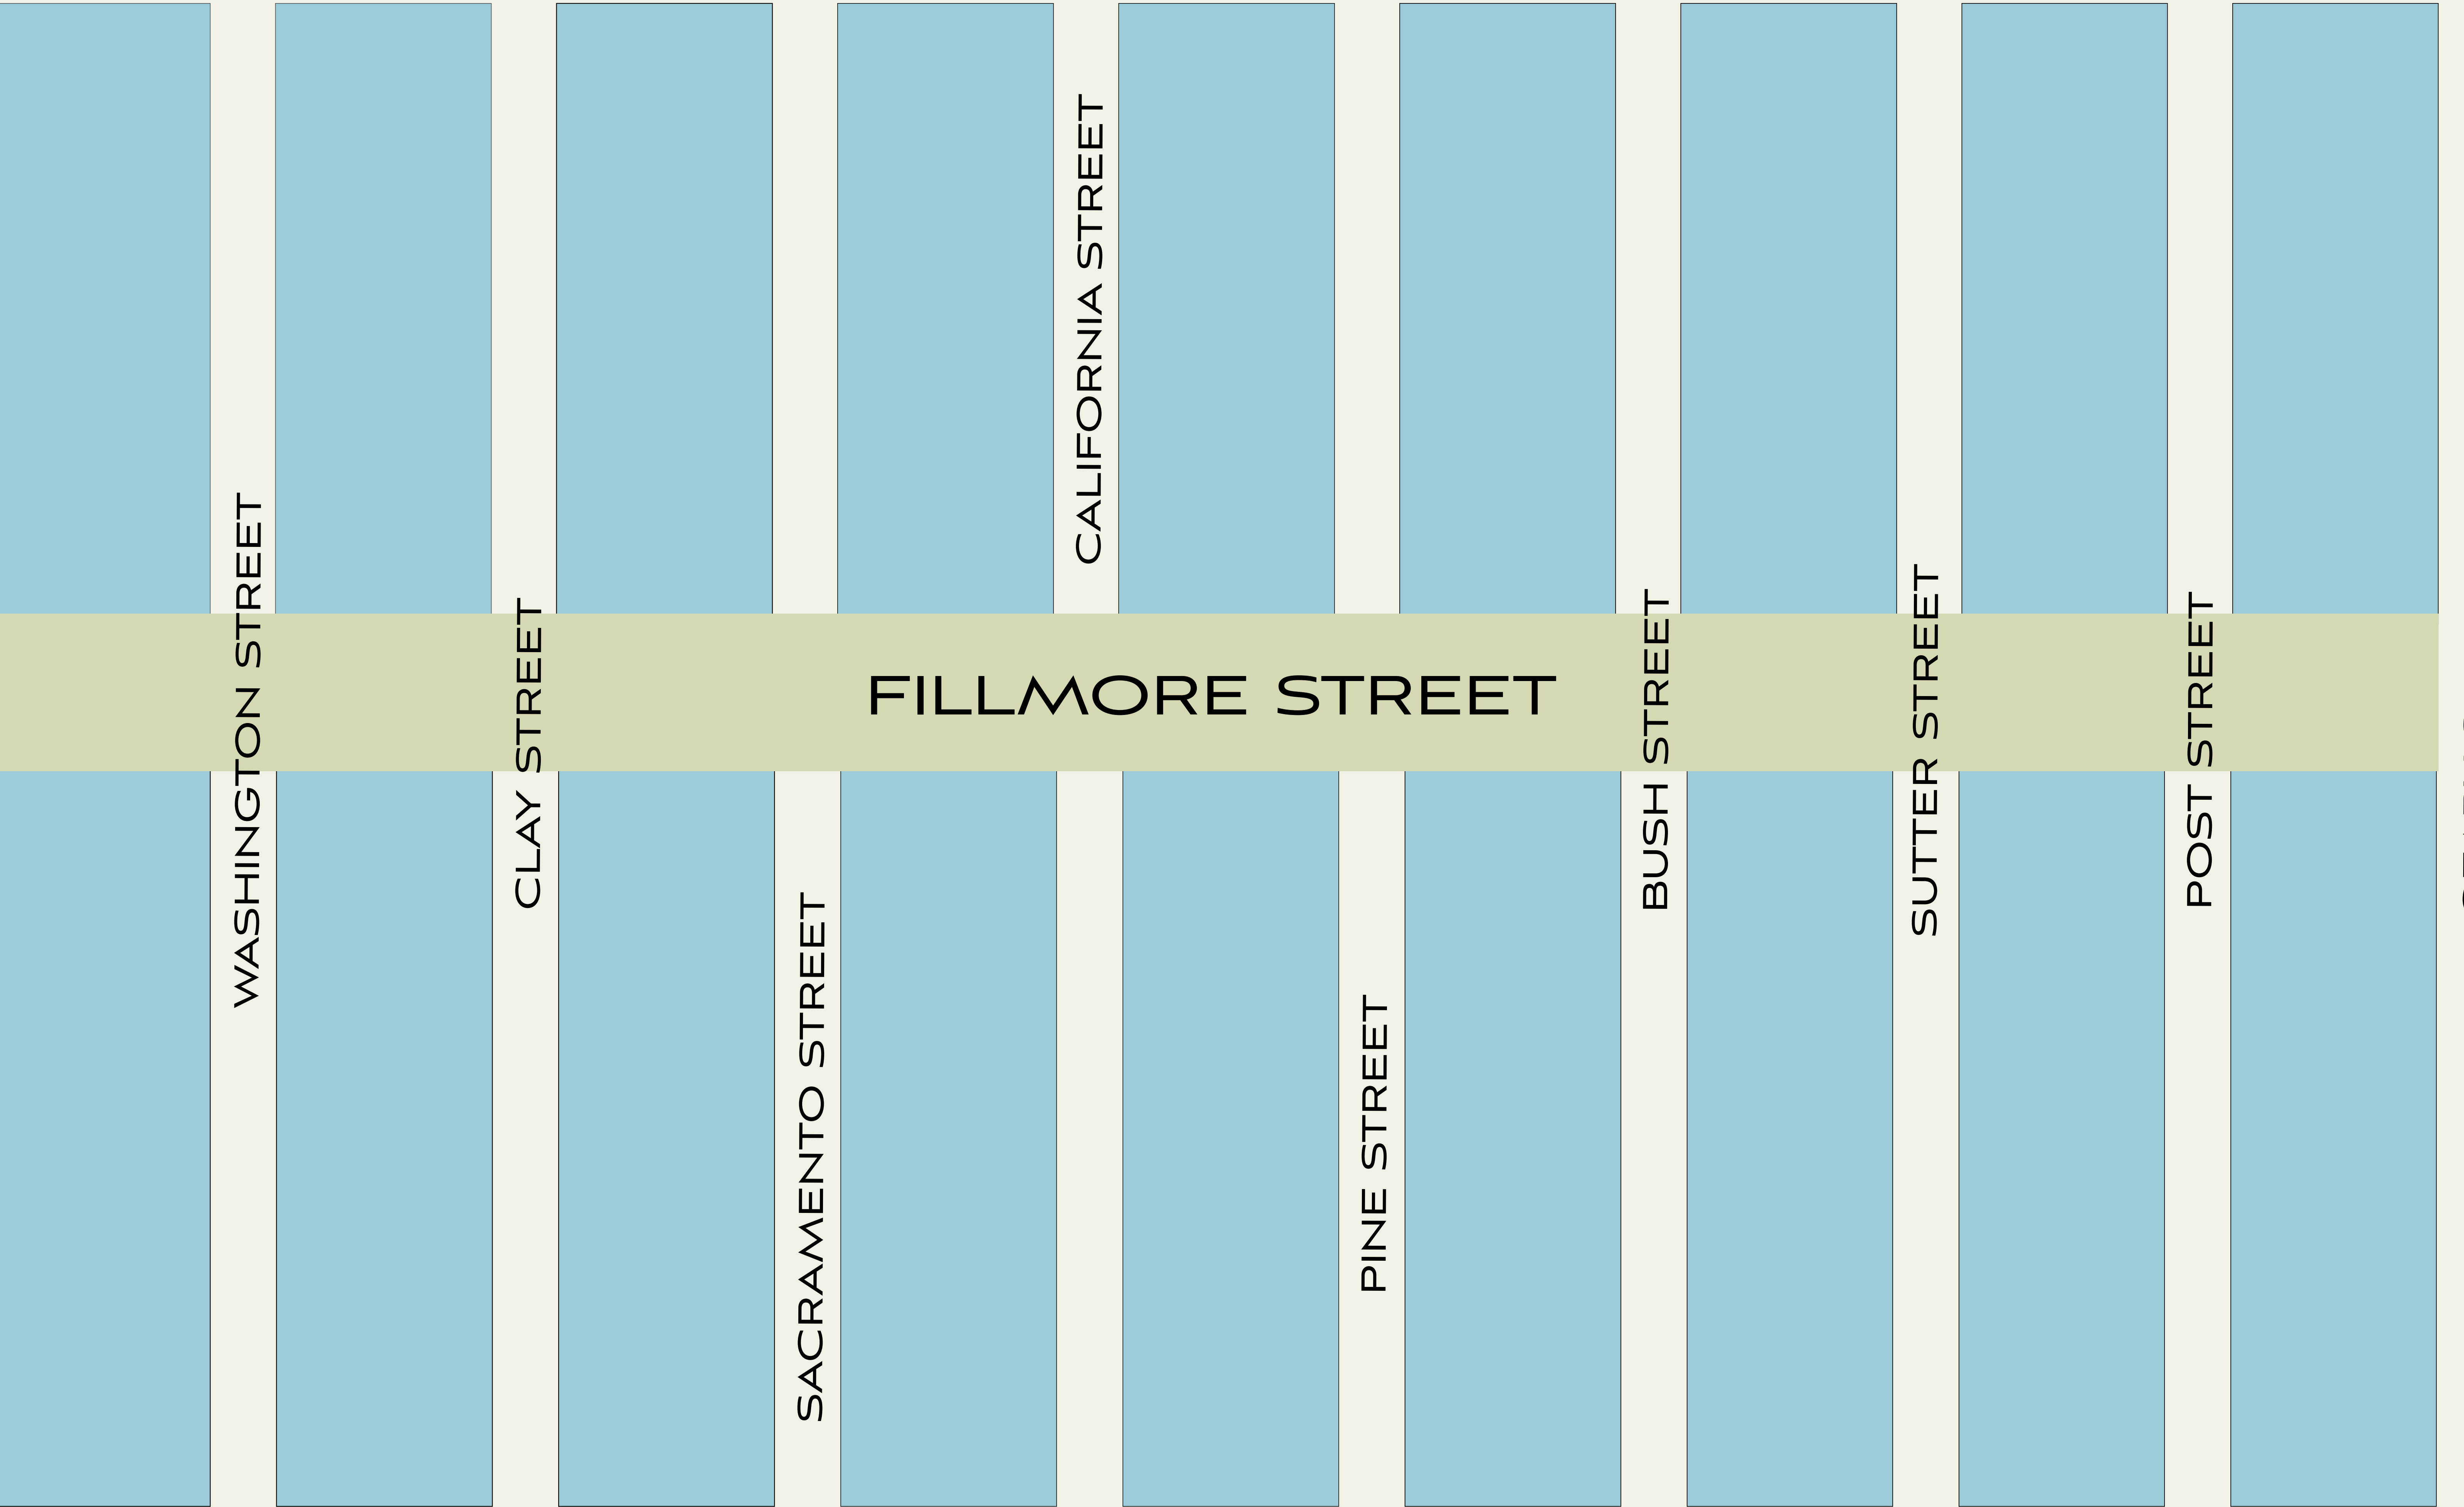 WASHINGTON STREET
CLAY STREET
SACRAMENTO STREET
CALIFORNIA STREET
FILLMORE STREET
PINE STREET
BUSH STREET
SUTTER STREET
POST STREET